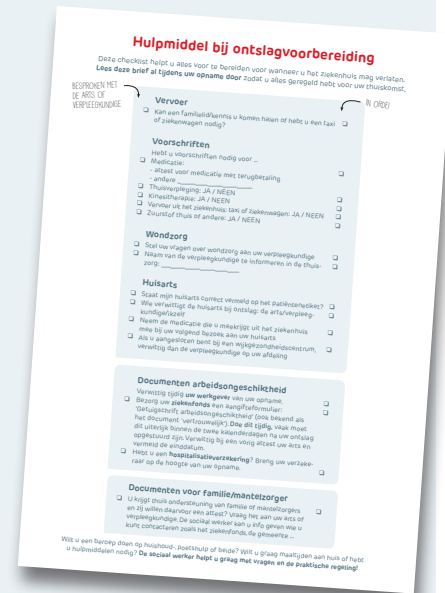 Hulpmiddel bij ontslagvoorbereiding
Deze checklist helpt u alles voor te bereiden voor wanneer u het ziekenhuis mag verlaten.
Lees deze brief al tijdens uw opname door zodat u alles geregeld hebt voor uw thuiskomst.
BESPROKEN MET
DE ARTS OF
VERPLEEGKUNDIGE
IN ORDE!
Vervoer
Kan een familielid/kennis u komen halen of hebt u een taxi
of ziekenwagen nodig?
Voorschriften
Hebt u voorschriften nodig voor ...
Medicatie:
- attest voor medicatie met terugbetaling
- andere
Thuisverpleging: JA / NEEN
Kinesitherapie: JA / NEEN
Vervoer uit het ziekenhuis: taxi of ziekenwagen: JA / NEEN
Zuurstof thuis of andere: JA / NEEN
Wondzorg
Stel uw vragen over wondzorg aan uw verpleegkundige
Naam van de verpleegkundige te informeren in de thuis-
zorg:
Huisarts
Staat mijn huisarts correct vermeld op het patiëntenetiket?
Wie verwittigt de huisarts bij ontslag: de arts/verpleeg-
kundige/ikzelf
Neem de medicatie die u meekrijgt uit het ziekenhuis
mee bij uw volgend bezoek aan uw huisarts
Als u aangesloten bent bij een wijkgezondheidscentrum,
verwittig dan de verpleegkundige op uw afdeling
Documenten arbeidsongeschiktheid
Verwittig tijdig uw werkgever van uw opname.
Bezorg uw ziekenfonds een aangifteformulier:
'Getuigschrift arbeidsongeschiktheid' (ook bekend als
het document 'vertrouwelijk'). Doe dit tijdig, vaak moet
dit uiterlijk binnen de twee kalenderdagen na uw ontslag
opgestuurd zijn. Verwittig bij een vorig attest uw arts en
vermeld de einddatum.
Hebt u een hospitalisatieverzekering? Breng uw verzeke-
raar op de hoogte van uw opname.
Documenten voor familie/mantelzorger
U krijgt thuis ondersteuning van familie of mantelzorgers
en zij willen daarvoor een attest? Vraag het aan uw arts of
verpleegkundige. De sociaal werker kan u info geven wie u
kunt contacteren zoals het ziekenfonds, de gemeente ...
Wilt u een beroep doen op huishoud-, poetshulp of beide? Wilt u graag maaltijden aan huis of hebt
u hulpmiddelen nodig? De sociaal werker helpt u graag met vragen en de praktische regeling!